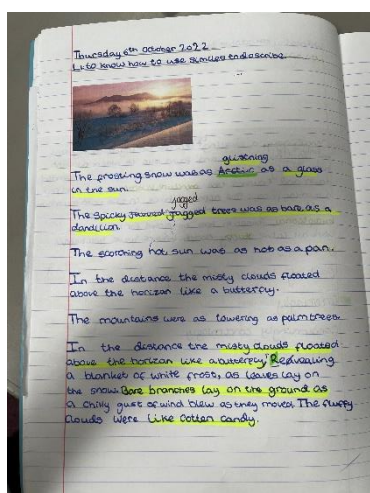 Thursday 6th October 2022
L.I. to know how to use similes to describe.
glistning
The frosting snow was as Arctic as a glass
in the sun.
jagged
The spicky jagged trees was as bare as a
dandilion.
The scorching hot sun was as hot as a pan.
In the distance the misty clouds floated
above the horizan like a butterfly.
The mountains were as towering as palm trees.
In the distance the misty clouds floated
above the horizan like a butterfly, Revealing
a blanket of white frost, as leaves lay on
the snow. Bare branches lay on the ground as
a chilly gust of wind blew as they moved. The fluffy
clouds were like cotten candy.